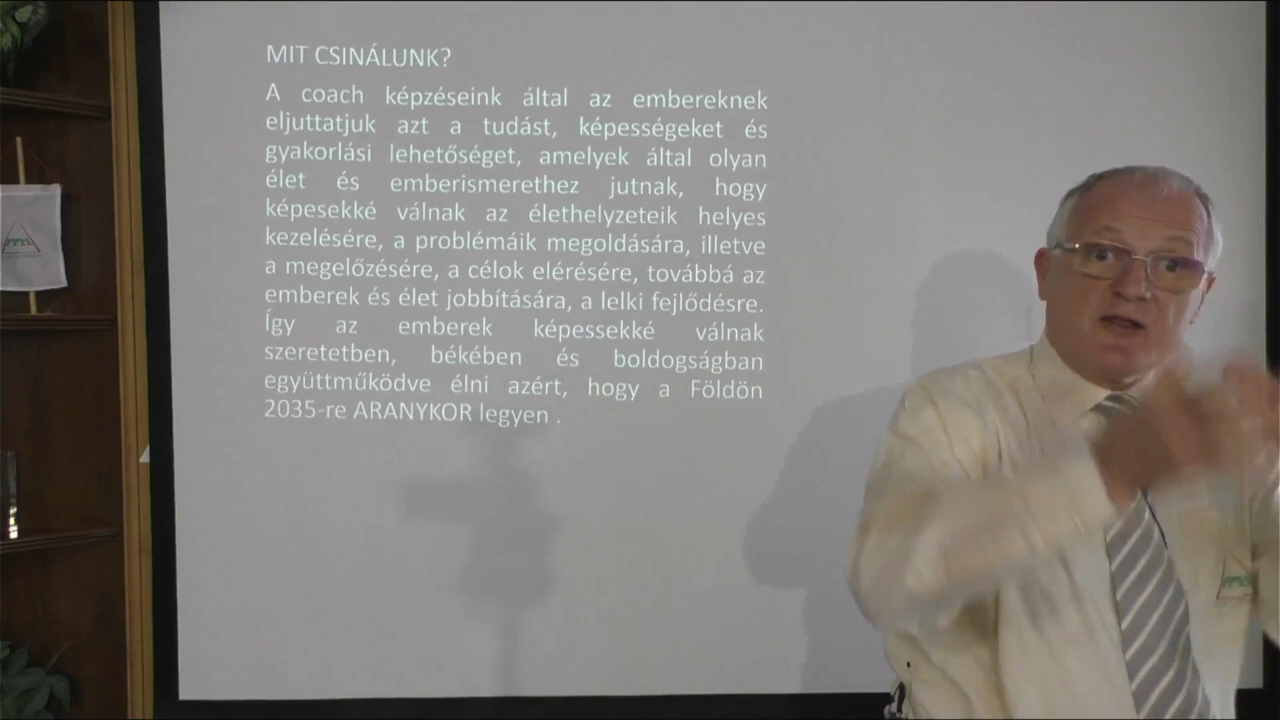 MIT CSINÁLUNK?
A coach képzéseink által az embereknek
eljuttatjuk azt a tudást, képességeket és
gyakorlási lehetőséget, amelyek által olyan
élet és emberismerethez jutnak, hogy
képesekké válnak az élethelyzeteik helyes
kezelésére, a problémáik megoldására, illetve
a megelőzésére, a célok elérésére, továbbá az
emberek és élet jobbítására, a lelki fejlődésre.
Így az emberek képessekké válnak
szeretetben, békében és boldogságban
együttműködve élni azért, hogy a Földön
2035-re ARANYKOR legyen .